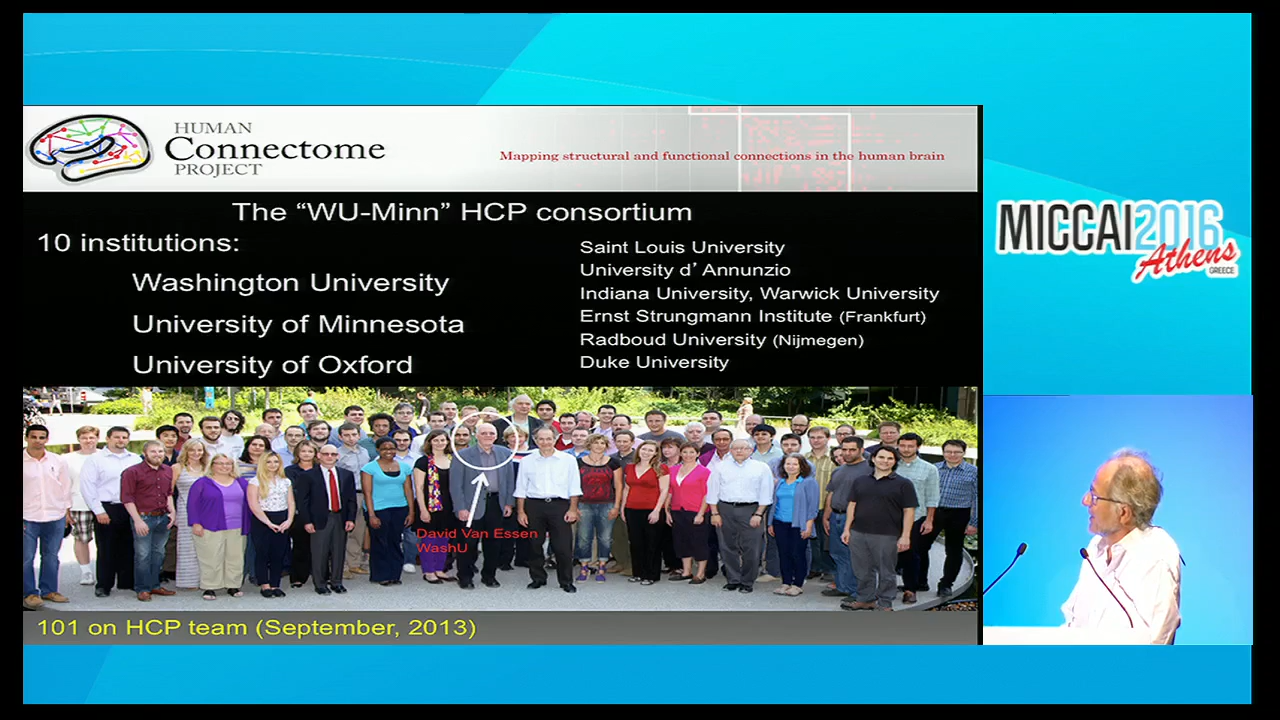 HUMAN
Connectome
PROJECT
Mapping structural and functional connections in the human brain
The “WU-Minn” HCP consortium
10 institutions:
Washington University
University of Minnesota
University of Oxford
Saint Louis University
University d’ Annunzio
Indiana University, Warwick University
Ernst Strungmann Institute (Frankfurt)
Radboud University (Nijmegen)
Duke University
David Van Essen
WashU
101 on HCP team (September, 2013)
MICCAI2016
Athens
GREECE